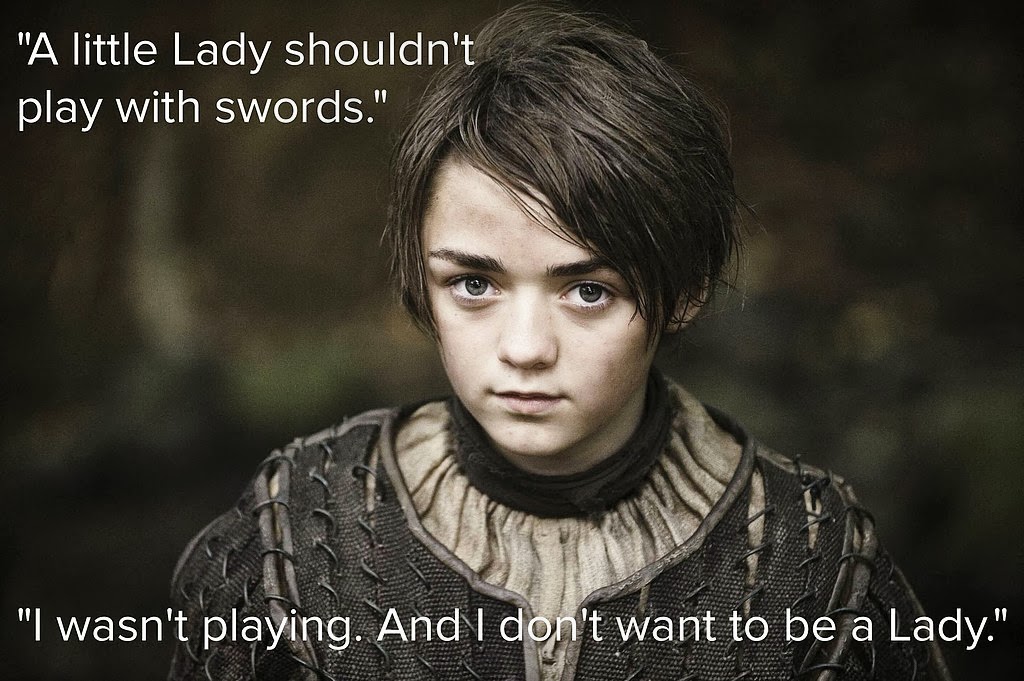 "A little Lady shouldn't
play with swords."
"I wasn't playing. And I don't want to be a Lady."